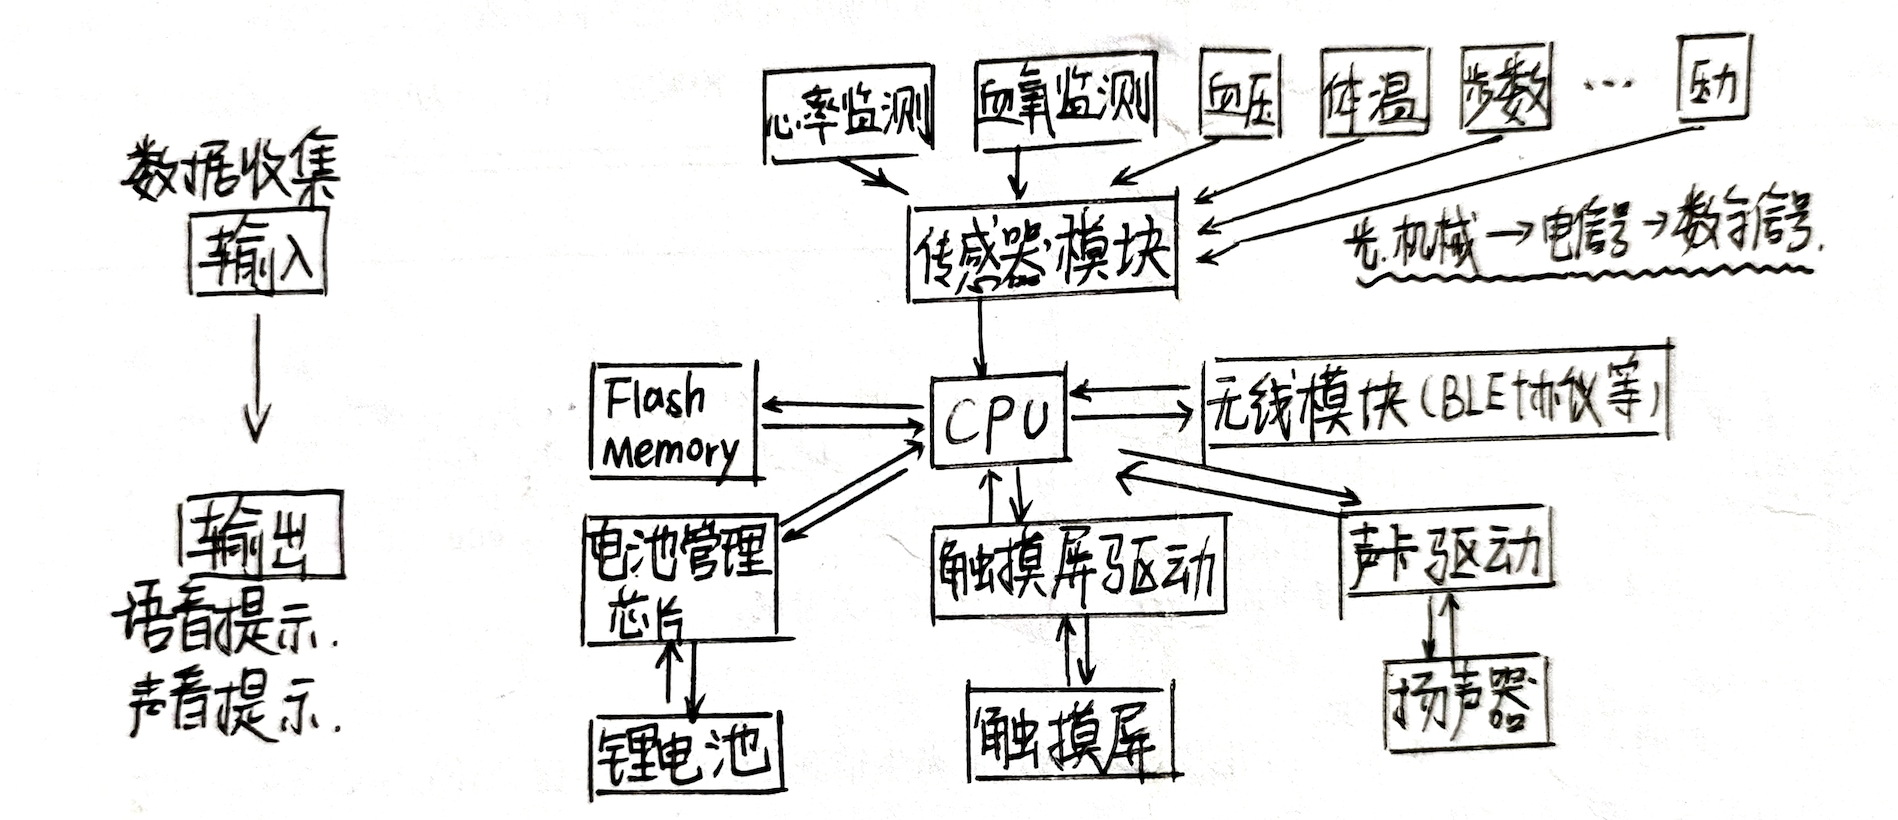 心率监测 血氧监测 血压 体温 步数 … 压力
数据收集
输入
传感器模块
光.机械→电信号→数字信号.
Flash
Memory
CPU
无线模块(BLE协议等)
输出
语音提示.
声音提示.
电池管理
芯片
触摸屏驱动
声卡驱动
锂电池
触摸屏
扬声器